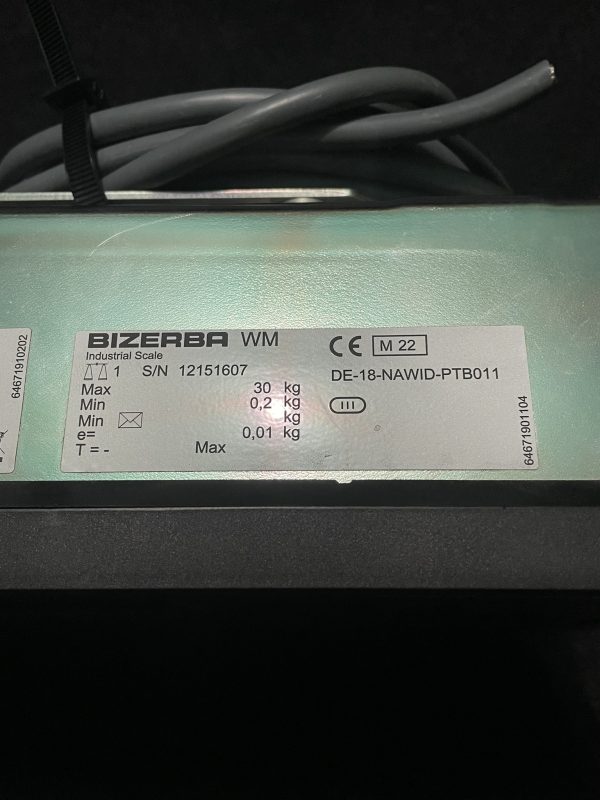 64671910202
BIZERBA WM
Industrial Scale
1 S/N 12151607
Max 30 kg
Min 0,2 kg
Min kg
e= 0,01 kg
T = - Max
CE M 22
DE-18-NAWID-PTB011
III
64671901104